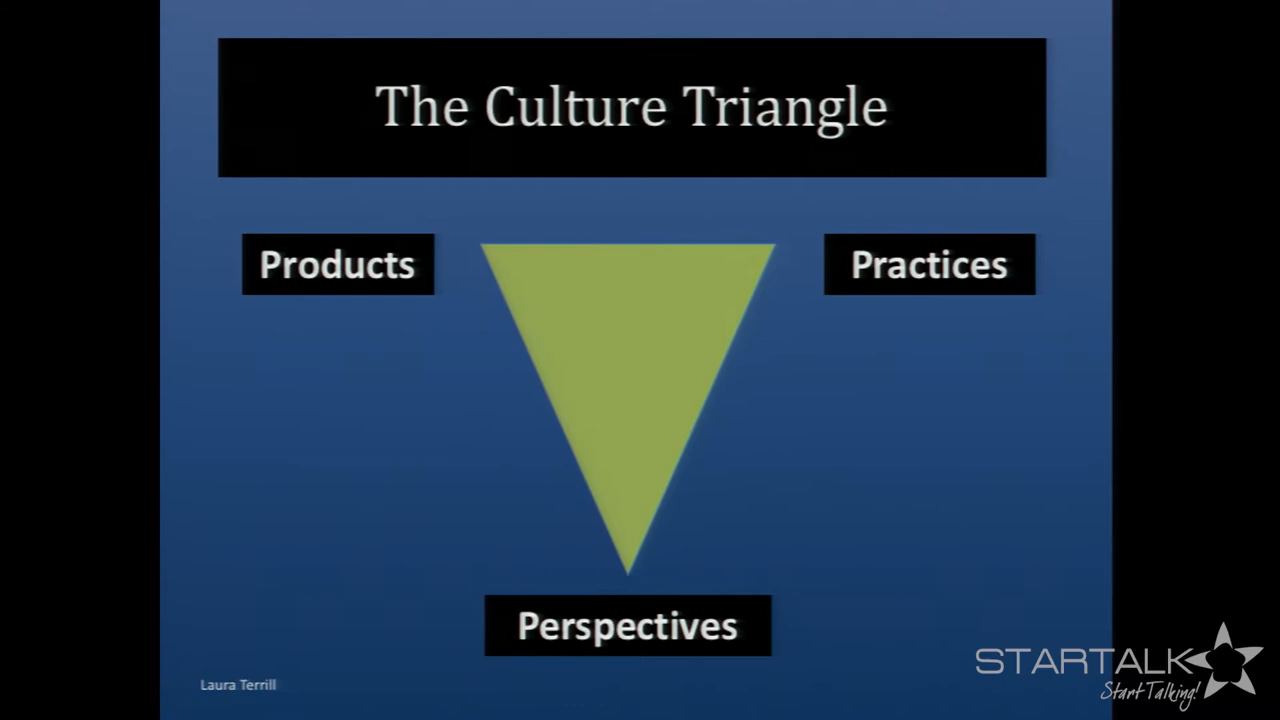 The Culture Triangle
Products
Practices
Perspectives
Laura Terrill
STARTALK
Start Talking!